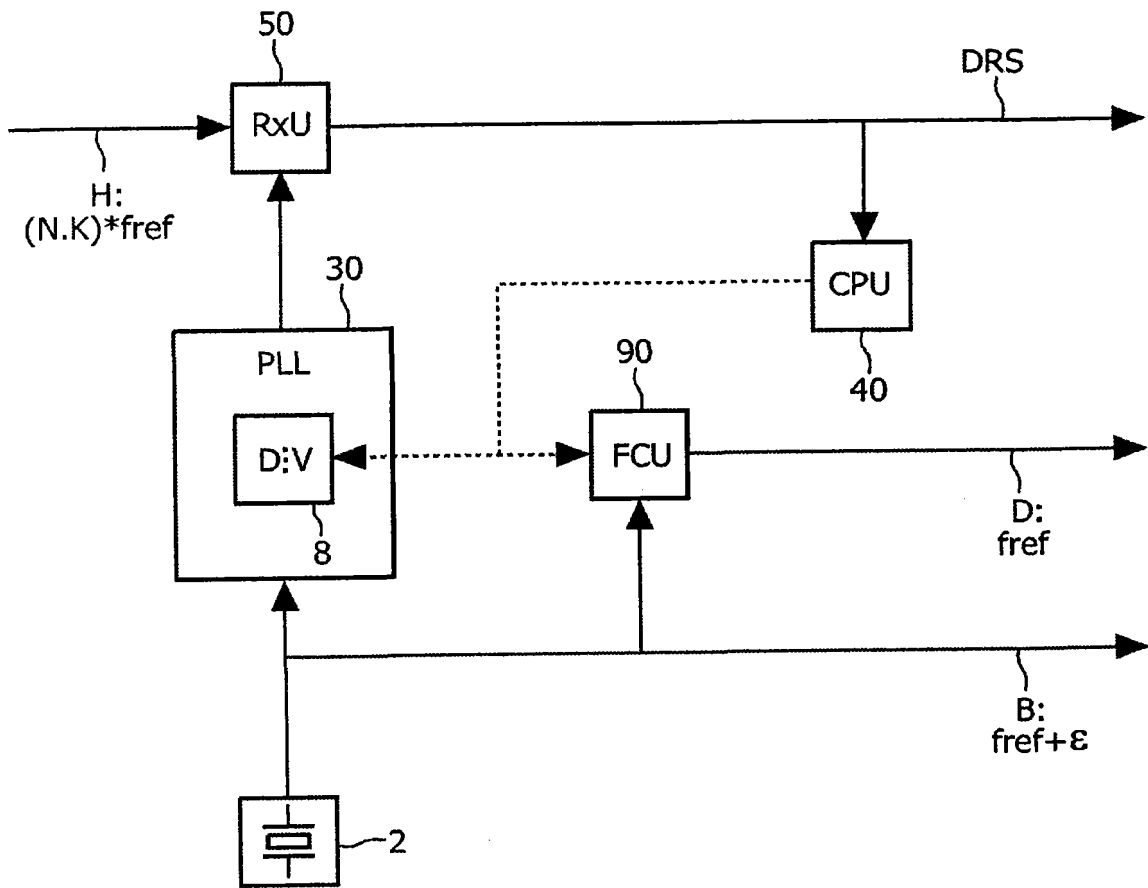 50
DRS
RxU
H:
(N.K)*fref
30
CPU
PLL
90
40
D:V
FCU
8
D:
fref
B:
fref+ε
2